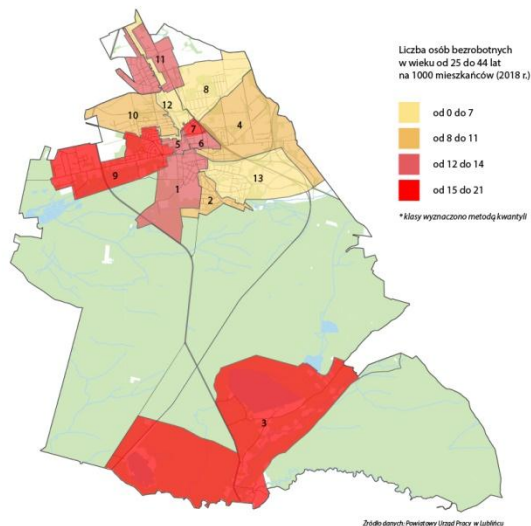 Liczba osób bezrobotnych
w wieku od 25 do 44 lat
na 1000 mieszkańców (2018 r.)
od 0 do 7
od 8 do 11
od 12 do 14
od 15 do 21
* klasy wyznaczono metodą kwantyli
11
8
12
10
4
7
5
6
9
13
1
2
3
Źródło danych: Powiatowy Urząd Pracy w Lublińcu